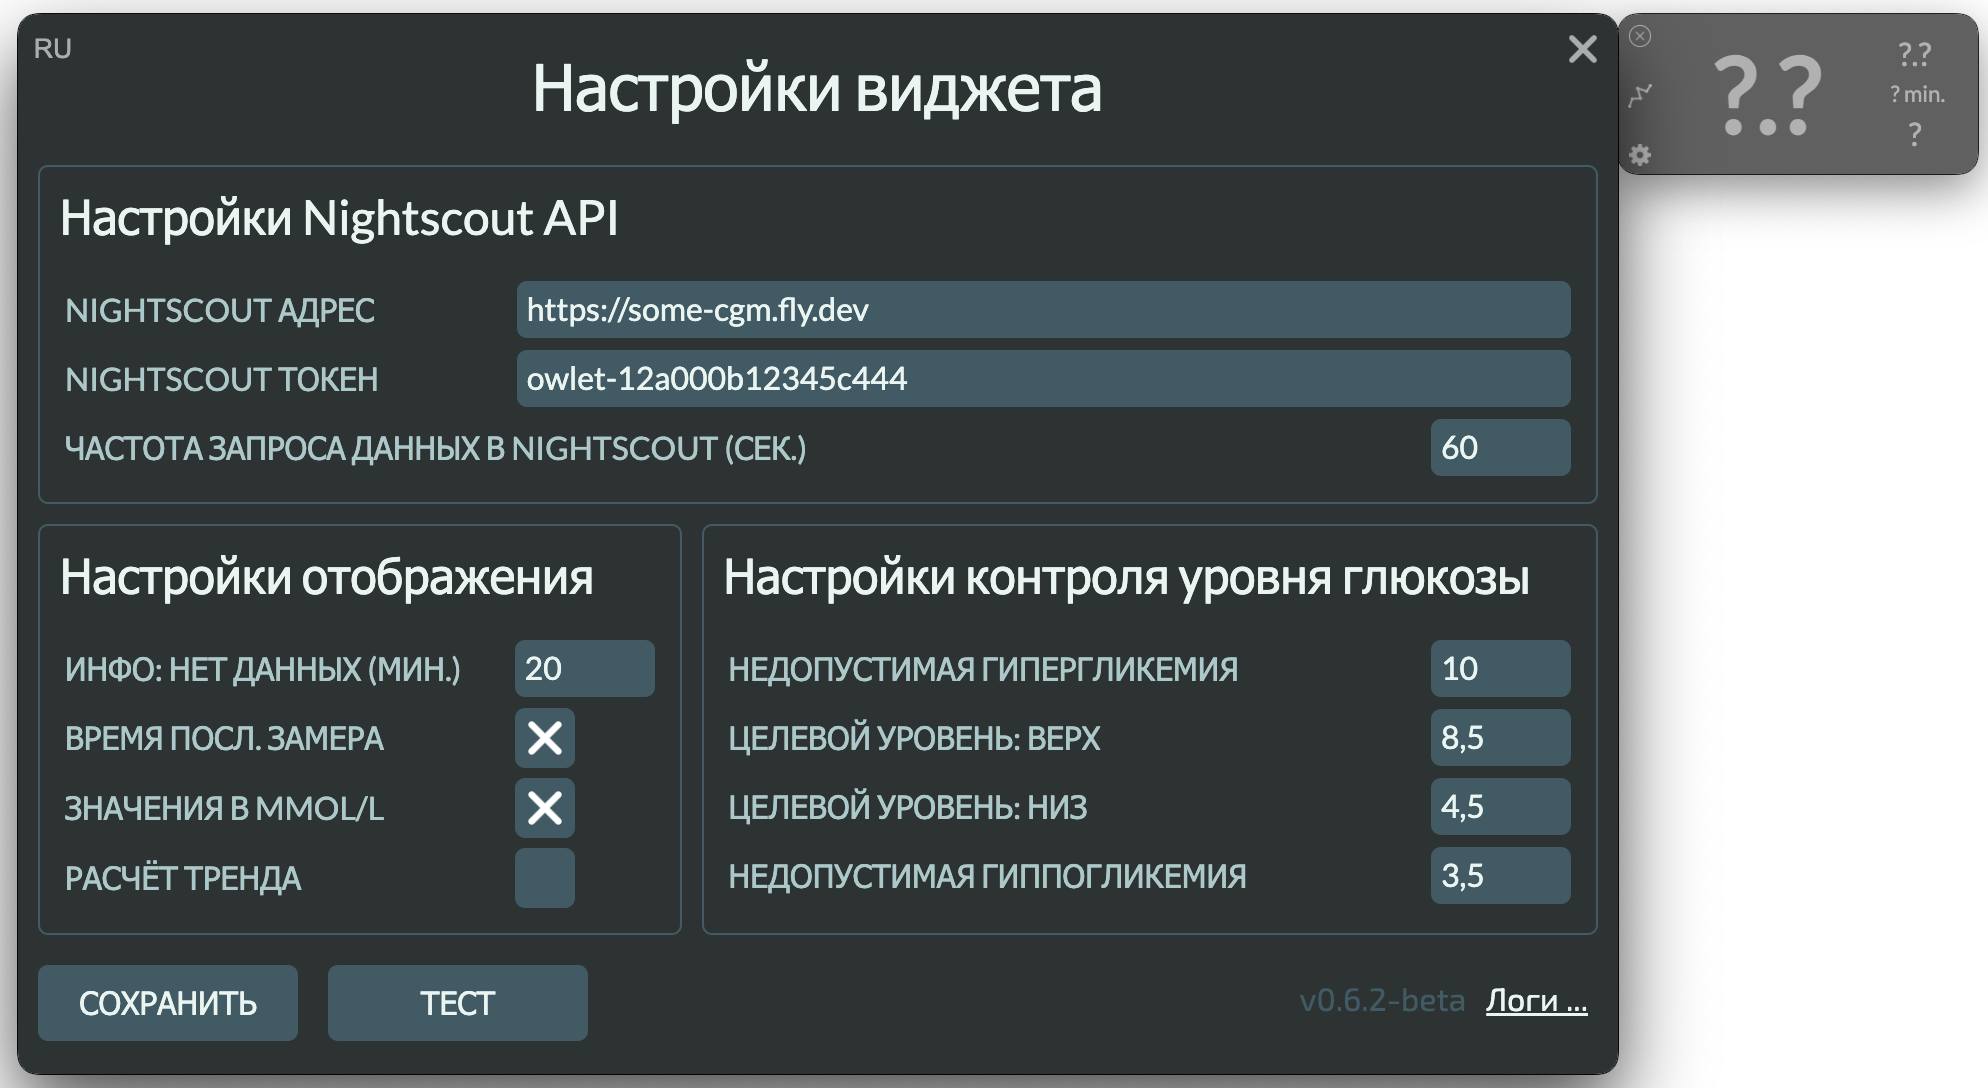 RU
Настройки виджета
Настройки Nightscout API
NIGHTSCOUT АДРЕС
https://some-cgm.fly.dev
NIGHTSCOUT ТОКЕН
owlet-12a000b12345c444
ЧАСТОТА ЗАПРОСА ДАННЫХ В NIGHTSCOUT (СЕК.)
60
Настройки отображения
ИНФО: НЕТ ДАННЫХ (МИН.)
20
ВРЕМЯ ПОСЛ. ЗАМЕРА
ЗНАЧЕНИЯ В MMOL/L
РАСЧЁТ ТРЕНДА
Настройки контроля уровня глюкозы
НЕДОПУСТИМАЯ ГИПЕРГЛИКЕМИЯ
10
ЦЕЛЕВОЙ УРОВЕНЬ: ВЕРХ
8,5
ЦЕЛЕВОЙ УРОВЕНЬ: НИЗ
4,5
НЕДОПУСТИМАЯ ГИППОГЛИКЕМИЯ
3,5
СОХРАНИТЬ
ТЕСТ
v0.6.2-beta
Логи ...
?.?
?.?
? min.
?